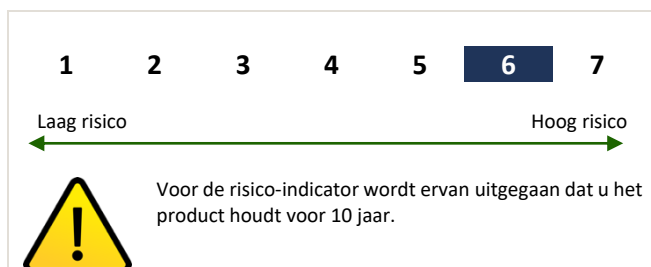 1 2 3 4 5 6 7
Laag risico Hoog risico
Voor de risico-indicator wordt ervan uitgegaan dat u het
product houdt voor 10 jaar.